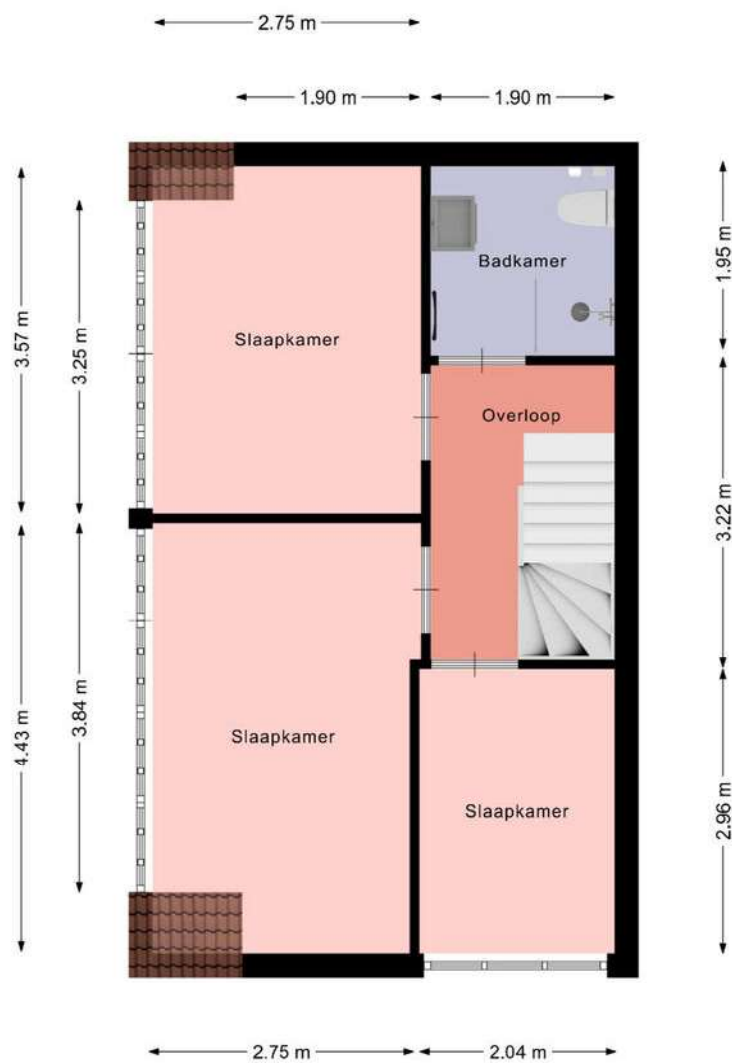 2.75 m
1.90 m
1.90 m
3.57 m
3.25 m
1.95 m
Badkamer
Slaapkamer
Overloop
3.22 m
4.43 m
3.84 m
Slaapkamer
Slaapkamer
2.96 m
2.75 m
2.04 m